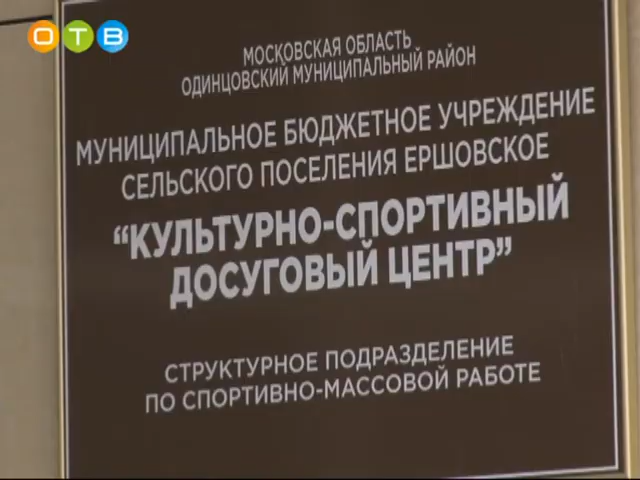 ОТВ
МОСКОВСКАЯ ОБЛАСТЬ
ОДИНЦОВСКИЙ МУНИЦИПАЛЬНЫЙ РАЙОН
МУНИЦИПАЛЬНОЕ БЮДЖЕТНОЕ УЧРЕЖДЕНИЕ
СЕЛЬСКОГО ПОСЕЛЕНИЯ ЕРШОВСКОЕ
“КУЛЬТУРНО-СПОРТИВНЫЙ
ДОСУГОВЫЙ ЦЕНТР”
СТРУКТУРНОЕ ПОДРАЗДЕЛЕНИЕ
ПО СПОРТИВНО-МАССОВОЙ РАБОТЕ